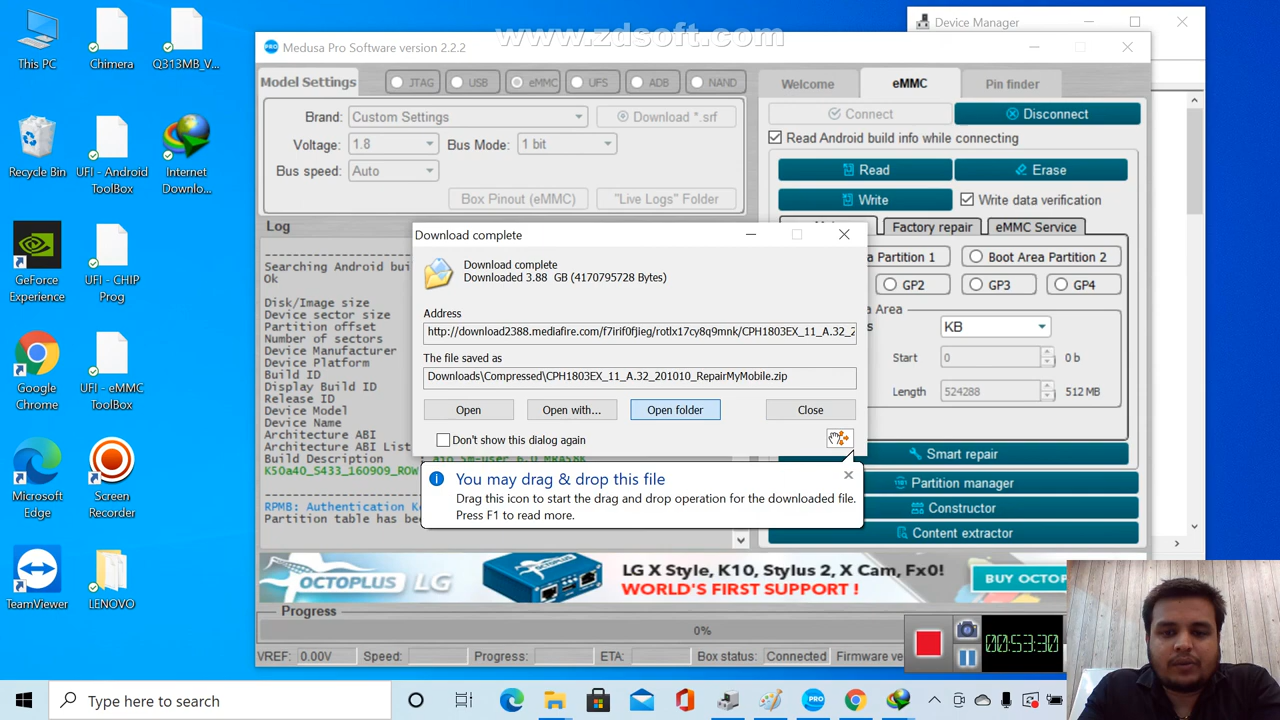 www.zdsoft.com
Device Manager
This PC
Chimera
Q313MB_V...
Recycle Bin
UFI - Android
ToolBox
Internet
Downlo...
GeForce
Experience
UFI - CHIP
Prog
Google
Chrome
UFI - eMMC
ToolBox
Microsoft
Edge
Screen
Recorder
TeamViewer
LENOVO
PRO
Medusa Pro Software version 2.2.2
Model Settings
JTAG
USB
eMMC
UFS
ADB
NAND
Brand:
Custom Settings
Download *.srf
Voltage:
1.8
Bus Mode:
1 bit
Bus speed:
Auto
Box Pinout (eMMC)
"Live Logs" Folder
Log
Searching Android bui
Ok
Disk/Image size
Device sector size
Partition offset
Number of sectors
Device Manufacturer
Device Platform
Build ID
Display Build ID
Release ID
Device Model
Device Name
Architecture ABI
Architecture ABI List
Build Description
K50a40_S433_160909_ROW
RPMB: Authentication K
Partition table has bee
Welcome
eMMC
Pin finder
Connect
Disconnect
Read Android build info while connecting
Read
Erase
Write
Write data verification
Factory repair
eMMC Service
a Partition 1
Boot Area Partition 2
GP2
GP3
GP4
Area
s
KB
Start
0
0 b
Length
524288
512 MB
Smart repair
Partition manager
Constructor
Content extractor
Download complete
Download complete
Downloaded 3.88 GB (4170795728 Bytes)
Address
http://download2388.mediafire.com/f7irif0fjieg/rotlx17cy8q9mnk/CPH1803EX_11_A.32_2
The file saved as
Downloads\Compressed\CPH1803EX_11_A.32_201010_RepairMyMobile.zip
Open
Open with...
Open folder
Close
Don't show this dialog again
You may drag & drop this file
Drag this icon to start the drag and drop operation for the downloaded file.
Press F1 to read more.
OCTOPLUS LG
LG X Style, K10, Stylus 2, X Cam, Fx0!
WORLD'S FIRST SUPPORT !
BUY OCTOP
Progress
0%
VREF:
0.00V
Speed:
Progress:
ETA:
Box status:
Connected
Firmware ve
00:53:30
Type here to search
PRO